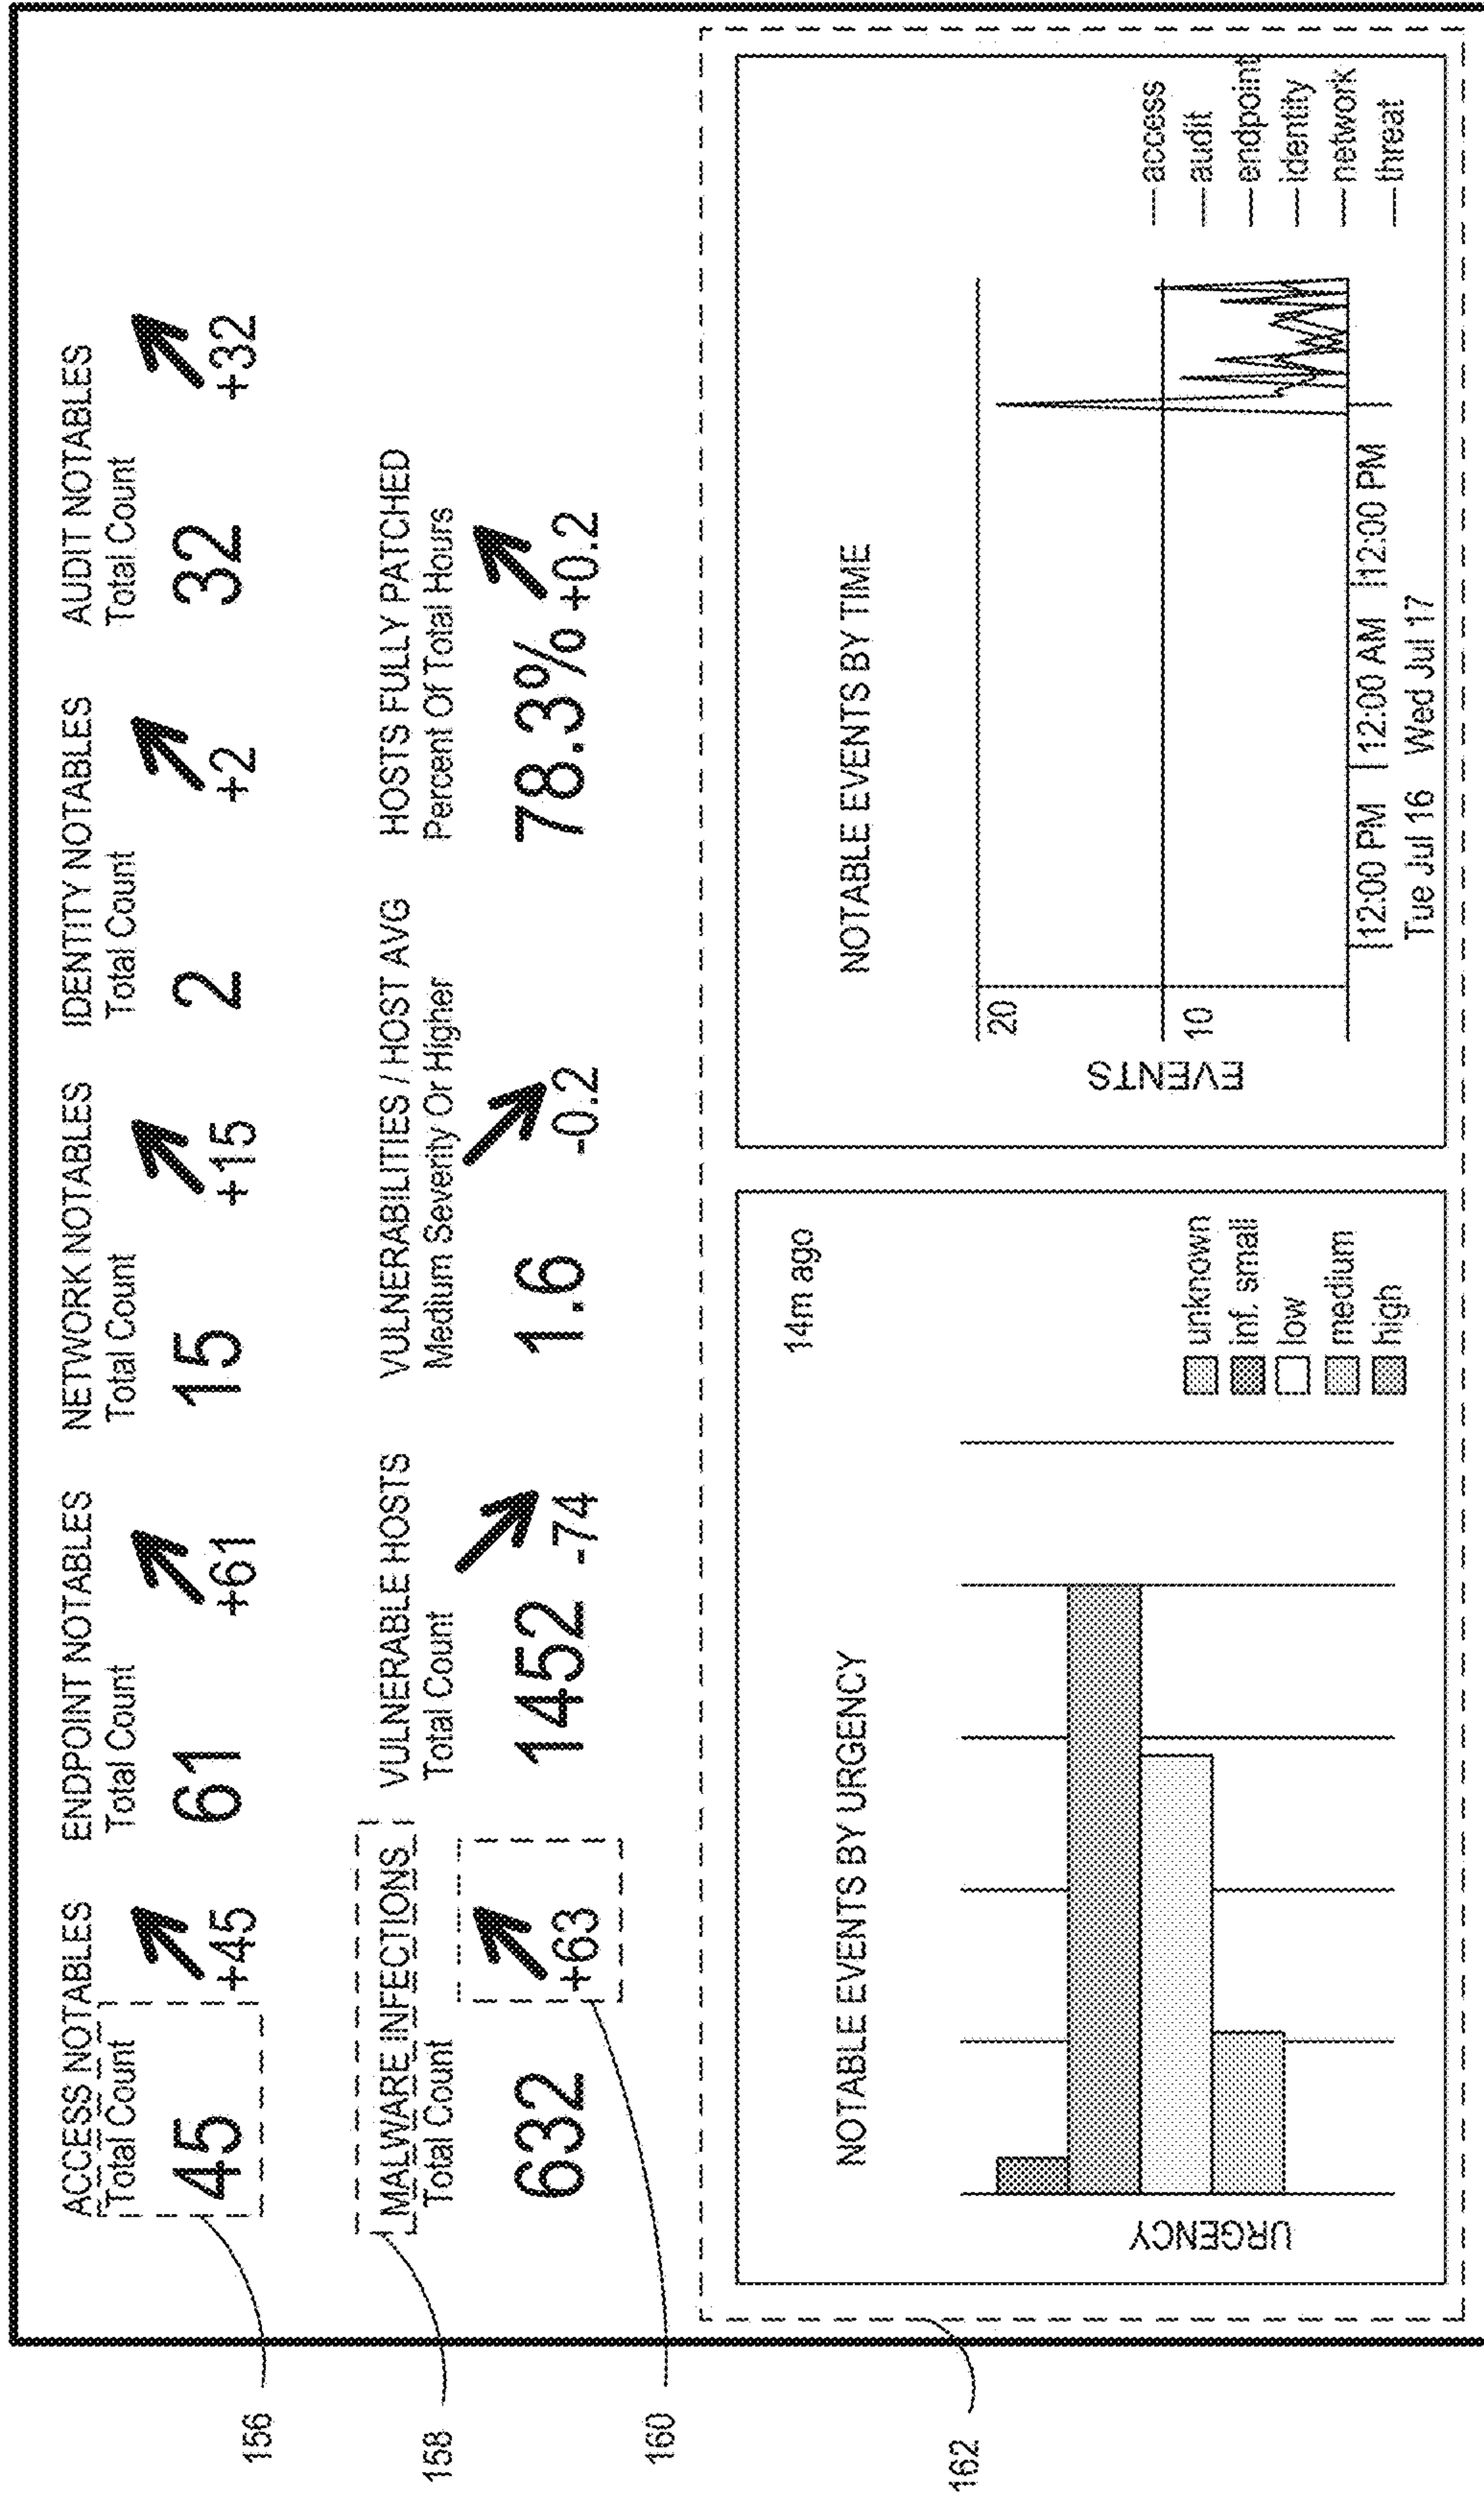 ACCESS NOTABLES
Total Count
45
+45
ENDPOINT NOTABLES
Total Count
61
+61
NETWORK NOTABLES
Total Count
15
+15
IDENTITY NOTABLES
Total Count
2
+2
AUDIT NOTABLES
Total Count
32
+32
MALWARE INFECTIONS
Total Count
632
+63
VULNERABLE HOSTS
Total Count
1452
-74
VULNERABILITIES / HOST AVG
Medium Severity Or Higher
1.6
-0.2
HOSTS FULLY PATCHED
Percent Of Total Hours
78.3%
+0.2
156
158
160
162
NOTABLE EVENTS BY URGENCY
14m ago
URGENCY
unknown
inf. small
low
medium
high
NOTABLE EVENTS BY TIME
EVENTS
20
10
12:00 PM
12:00 AM
12:00 PM
Tue Jul 16
Wed Jul 17
access
audit
endpoint
identity
network
threat